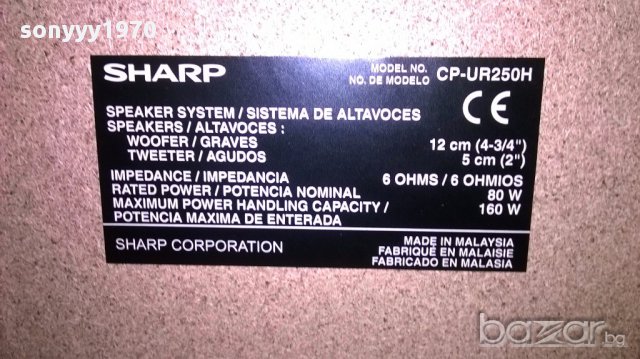 sonyyy1970
SHARP MODEL NO. CP-UR250H
NO. DE MODELO
SPEAKER SYSTEM / SISTEMA DE ALTAVOCES
SPEAKERS / ALTAVOCES :
WOOFER / GRAVES 12 cm (4-3/4")
TWEETER / AGUDOS 5 cm (2")
CE
IMPEDANCE / IMPEDANCIA 6 OHMS / 6 OHMIOS
RATED POWER / POTENCIA NOMINAL 80 W
MAXIMUM POWER HANDLING CAPACITY / 160 W
POTENCIA MAXIMA DE ENTERADA
SHARP CORPORATION
MADE IN MALAYSIA
FABRIQUÉ EN MALAISIE
FABRICADO EN MALASIA
bazar.bg